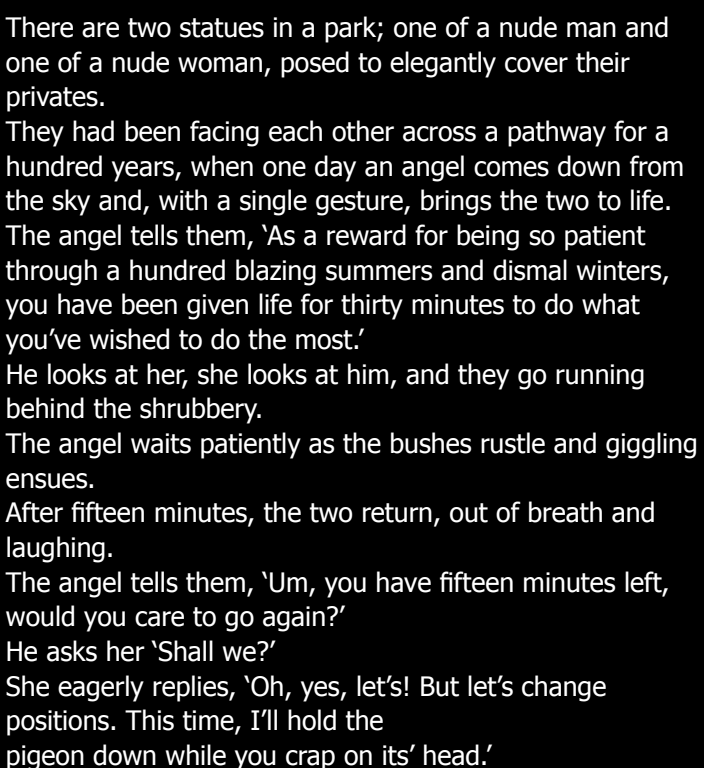 There are two statues in a park; one of a nude man and
one of a nude woman, posed to elegantly cover their
privates.
They had been facing each other across a pathway for a
hundred years, when one day an angel comes down from
the sky and, with a single gesture, brings the two to life.
The angel tells them, ‘As a reward for being so patient
through a hundred blazing summers and dismal winters,
you have been given life for thirty minutes to do what
you’ve wished to do the most.’
He looks at her, she looks at him, and they go running
behind the shrubbery.
The angel waits patiently as the bushes rustle and giggling
ensues.
After fifteen minutes, the two return, out of breath and
laughing.
The angel tells them, ‘Um, you have fifteen minutes left,
would you care to go again?’
He asks her ‘Shall we?’
She eagerly replies, ‘Oh, yes, let’s! But let’s change
positions. This time, I’ll hold the
pigeon down while you crap on its’ head.’